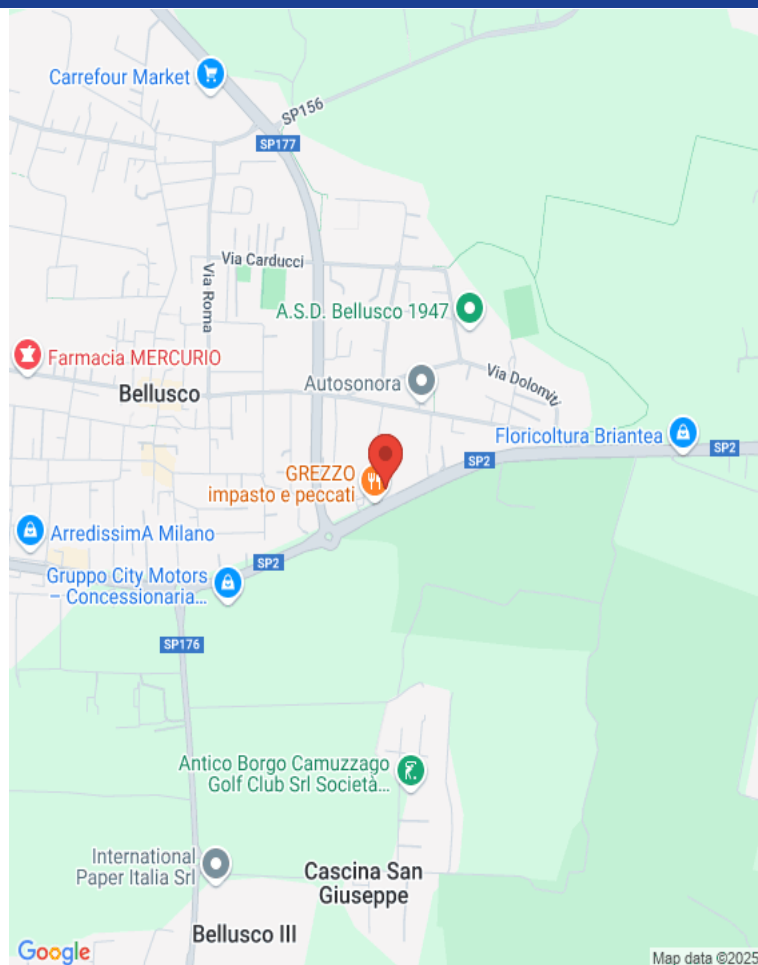 Carrefour Market
SP156
SP177
Via Carducci
Via Roma
A.S.D. Bellusco 1947
Farmacia MERCURIO
Autosonora
Via Dolomiti
Bellusco
Floricoltura Briantea
SP2
SP2
GREZZO
impasto e peccati
ArredissimA Milano
SP2
Gruppo City Motors
– Concessionaria...
SP176
Antico Borgo Camuzzago
Golf Club Srl Società...
International
Paper Italia Srl
Cascina San
Giuseppe
Bellusco III
Google
Map data ©2025